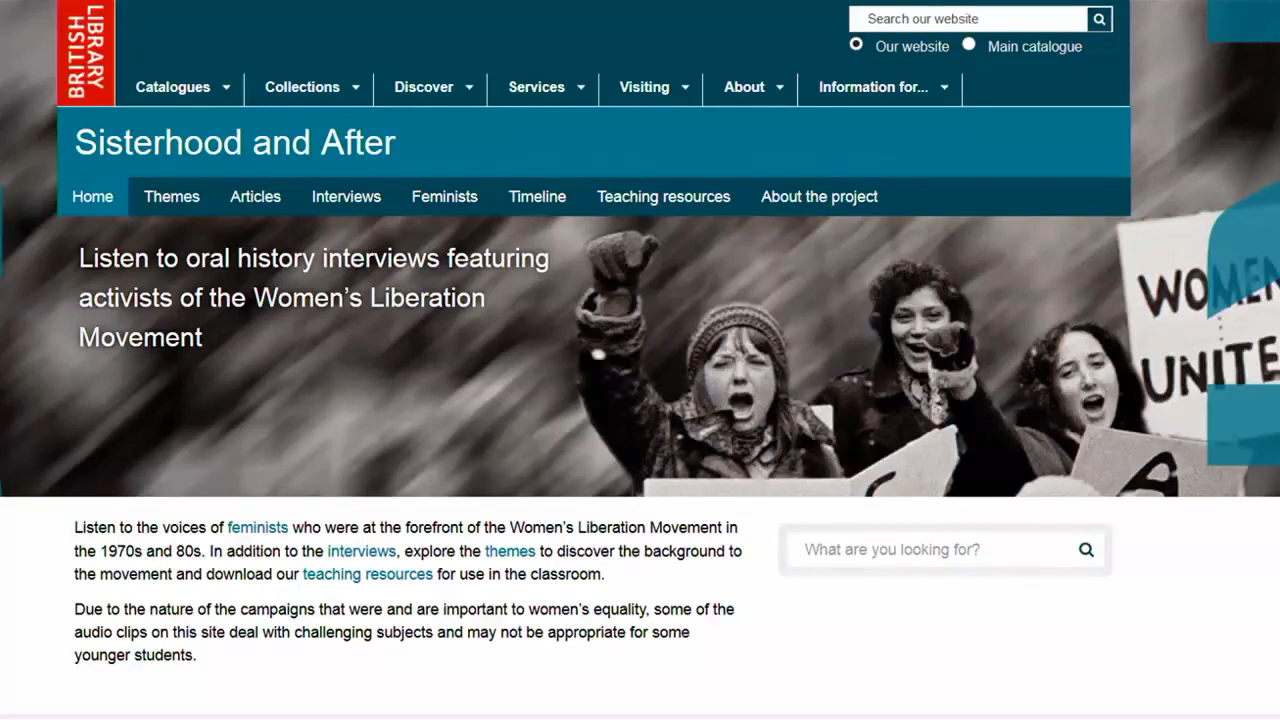 BRITISH
LIBRARY
Search our website
Our website
Main catalogue
Catalogues
Collections
Discover
Services
Visiting
About
Information for...
Sisterhood and After
Home
Themes
Articles
Interviews
Feminists
Timeline
Teaching resources
About the project
Listen to oral history interviews featuring
activists of the Women’s Liberation
Movement
WOMEN
UNITE
Listen to the voices of feminists who were at the forefront of the Women’s Liberation Movement in
the 1970s and 80s. In addition to the interviews, explore the themes to discover the background to
the movement and download our teaching resources for use in the classroom.
Due to the nature of the campaigns that were and are important to women’s equality, some of the
audio clips on this site deal with challenging subjects and may not be appropriate for some
younger students.
What are you looking for?